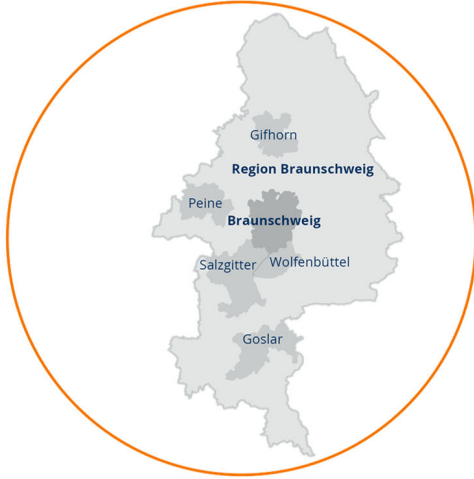 Gifhorn
Region Braunschweig
Peine
Braunschweig
Salzgitter
Wolfenbüttel
Goslar